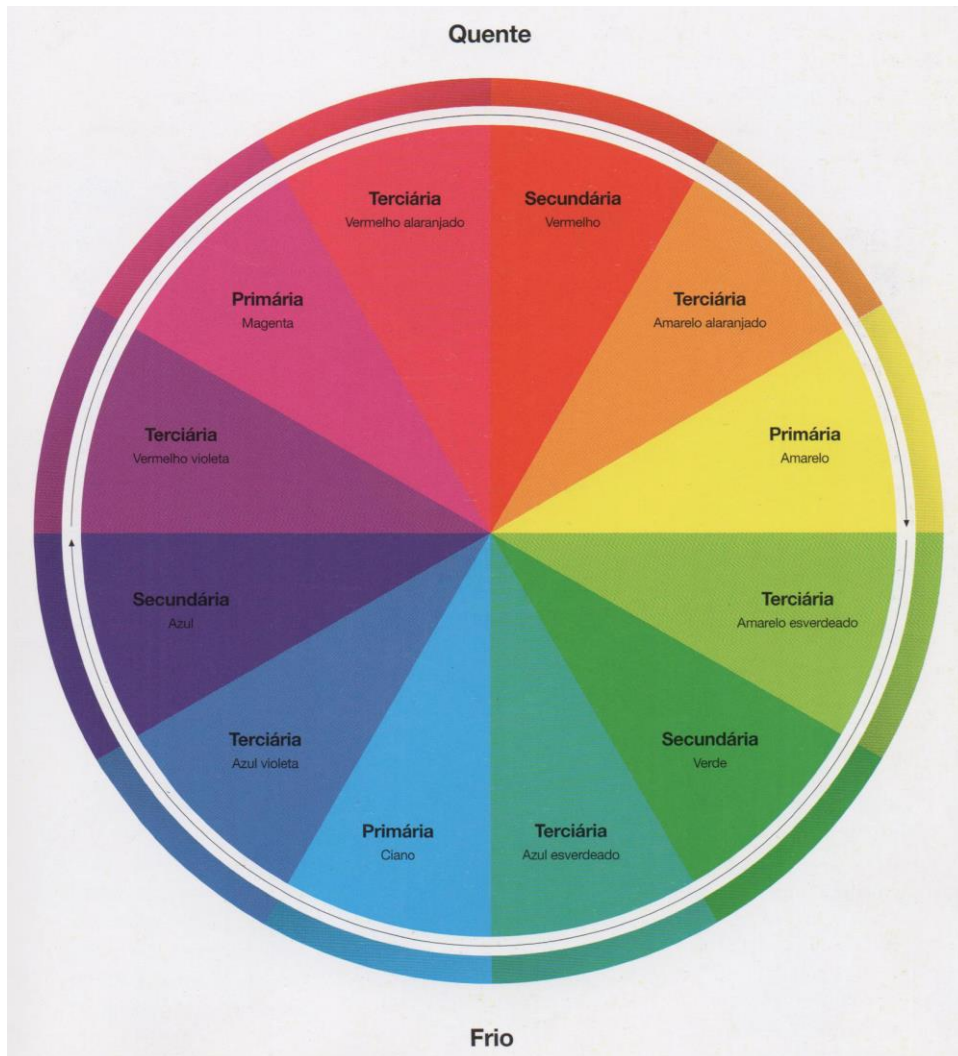 Quente
Terciária
Vermelho alaranjado
Secundária
Vermelho
Primária
Magenta
Terciária
Amarelo alaranjado
Terciária
Vermelho violeta
Primária
Amarelo
Secundária
Azul
Terciária
Amarelo esverdeado
Terciária
Azul violeta
Secundária
Verde
Primária
Ciano
Terciária
Azul esverdeado
Frio